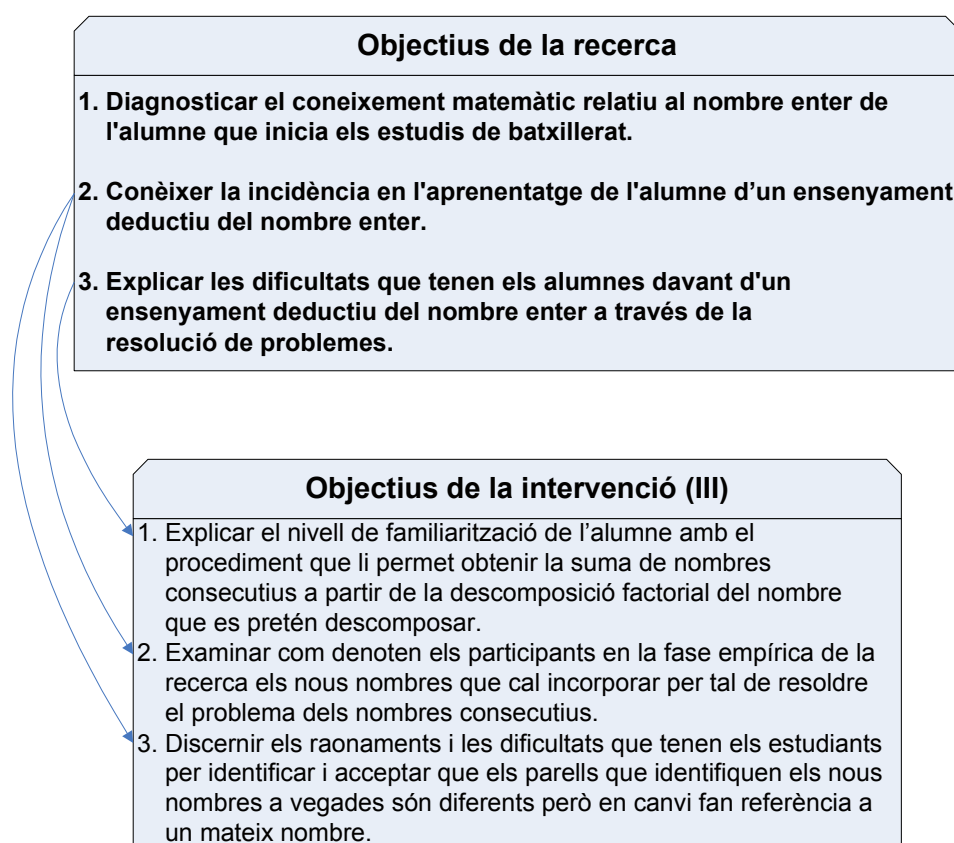 Objectius de la recerca
1. Diagnosticar el coneixement matemàtic relatiu al nombre enter de
l'alumne que inicia els estudis de batxillerat.
2. Conèixer la incidència en l'aprenentatge de l'alumne d’un ensenyament
deductiu del nombre enter.
3. Explicar les dificultats que tenen els alumnes davant d'un
ensenyament deductiu del nombre enter a través de la
resolució de problemes.
Objectius de la intervenció (III)
1. Explicar el nivell de familiarització de l’alumne amb el
procediment que li permet obtenir la suma de nombres
consecutius a partir de la descomposició factorial del nombre
que es pretén descomposar.
2. Examinar com denoten els participants en la fase empírica de la
recerca els nous nombres que cal incorporar per tal de resoldre
el problema dels nombres consecutius.
3. Discernir els raonaments i les dificultats que tenen els estudiants
per identificar i acceptar que els parells que identifiquen els nous
nombres a vegades són diferents però en canvi fan referència a
un mateix nombre.